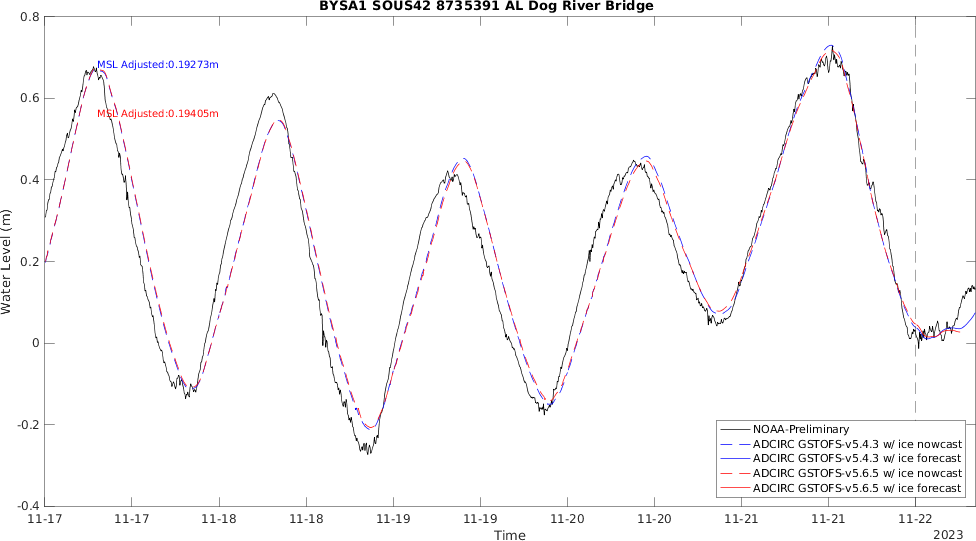 BYSA1 SOUS42 8735391 AL Dog River Bridge
0.8
0.6
0.4
0.2
0
-0.2
-0.4
Water Level (m)
MSL Adjusted:0.19273m
MSL Adjusted:0.19405m
NOAA-Preliminary
ADCIRC GSTOFS-v5.4.3 w/ ice nowcast
ADCIRC GSTOFS-v5.4.3 w/ ice forecast
ADCIRC GSTOFS-v5.6.5 w/ ice nowcast
ADCIRC GSTOFS-v5.6.5 w/ ice forecast
11-17 11-17 11-18 11-18 11-19 11-19 11-20 11-20 11-21 11-21 11-22
Time
2023